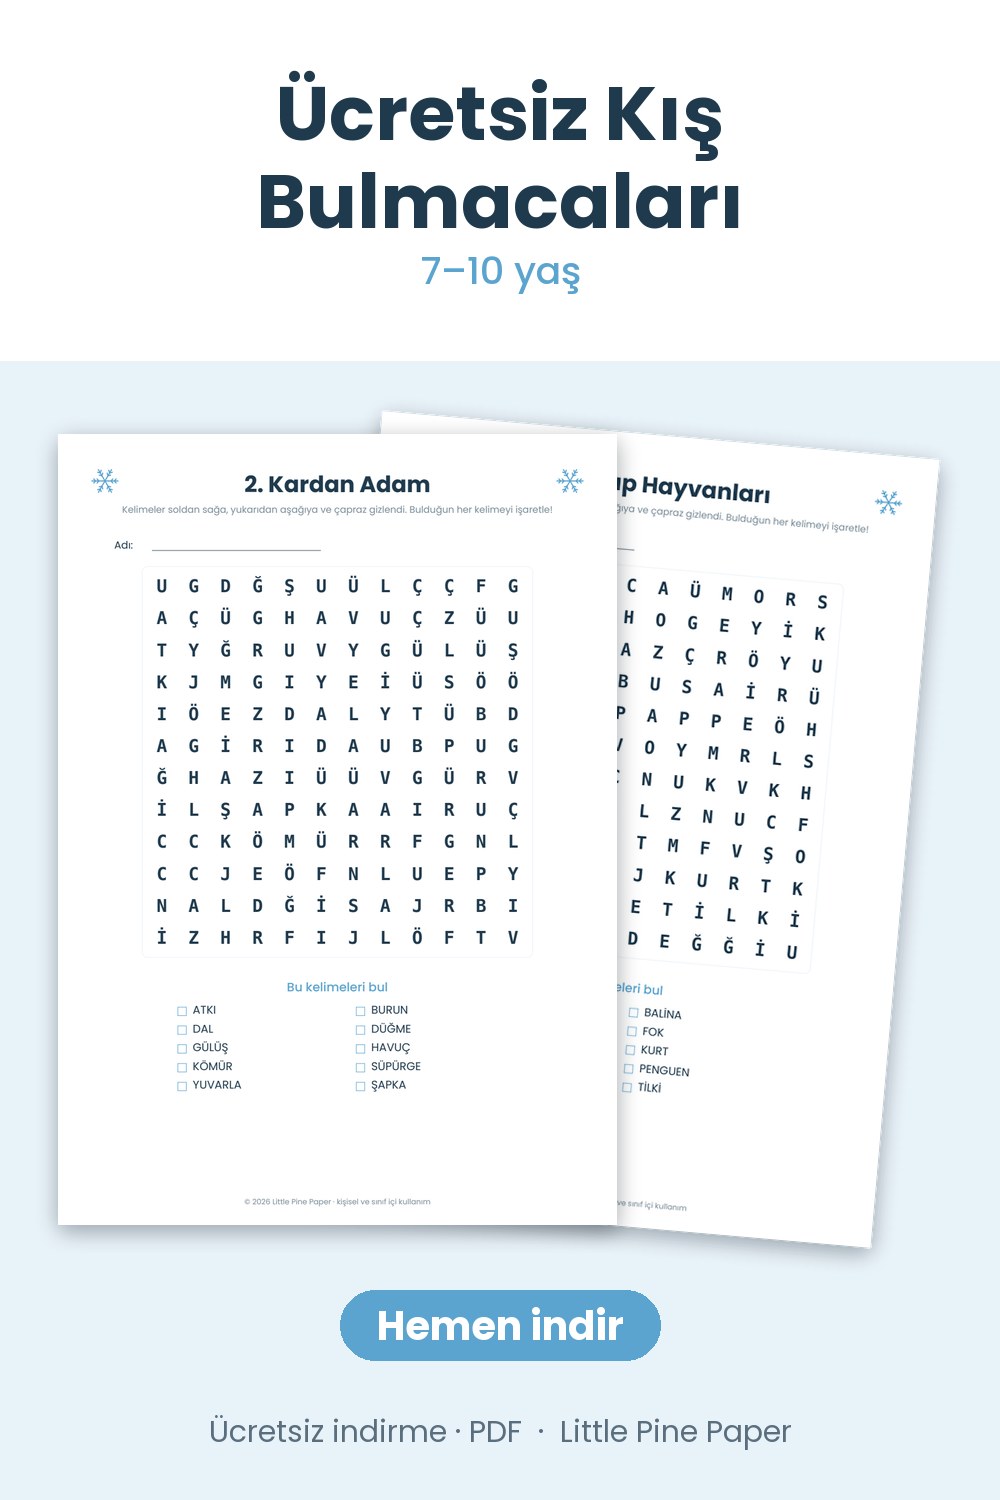 Ücretsiz Kış
Bulmacaları
7–10 yaş
2. Kardan Adam
Kelimeler soldan sağa, yukarıdan aşağıya ve çapraz gizlendi. Bulduğun her kelimeyi işaretle!
Adı:
U G D Ğ Ş U Ü L Ç Ç F G
A Ç Ü G H A V U Ç Z Ü U
T Y Ğ R U V Y G Ü L Ü Ş
K J M G I Y E İ Ü S Ö Ö
I Ö E Z D A L Y T Ü B D
A G İ R I D A U B P U G
Ğ H A Z I Ü Ü V G Ü R V
İ L Ş A P K A A I R U Ç
C C K Ö M Ü R R F G N L
C C J E Ö F N L U E P Y
N A L D Ğ İ S A J R B I
İ Z H R F I J L Ö F T V
Bu kelimeleri bul
ATKI
DAL
GÜLÜŞ
KÖMÜR
YUVARLA
BURUN
DÜĞME
HAVUÇ
SÜPÜRGE
ŞAPKA
© 2026 Little Pine Paper · kişisel ve sınıf içi kullanım
Hayvanları
ve çapraz gizlendi. Bulduğun her kelimeyi işaretle!
C A Ü M O R S
H O G E Y İ K
A Z Ç R Ö Y U
B U S A İ R Ü
P A P P E Ö H
O Y M R L S
N U K V K H
L Z N U C F
T M F V Ş O
J K U R T K
E T İ L K İ
D E Ğ Ğ İ U
bul
BALİNA
FOK
KURT
PENGUEN
TİLKİ
ve sınıf içi kullanım
Hemen indir
Ücretsiz indirme · PDF · Little Pine Paper